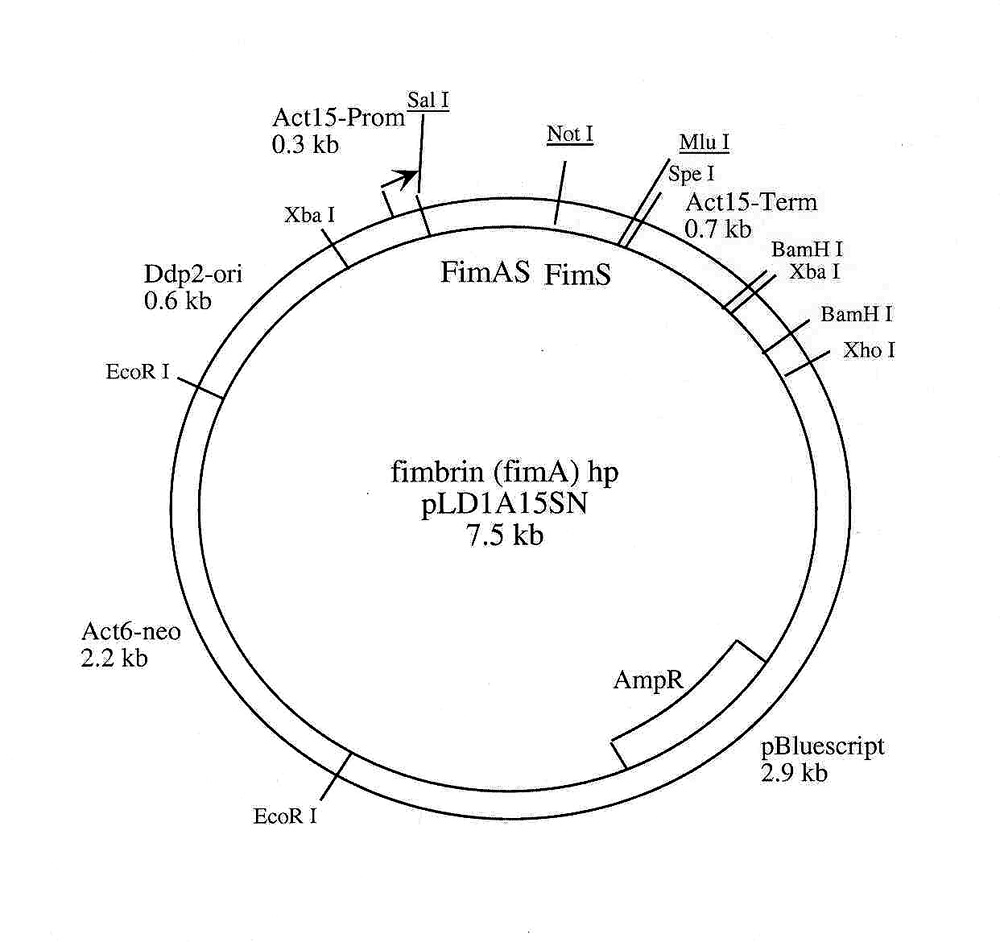 Sal I
Act15-Prom
0.3 kb
Not I
Mlu I
Spe I
Act15-Term
0.7 kb
Xba I
BamH I
Xba I
Ddp2-ori
0.6 kb
FimAS FimS
BamH I
Xho I
EcoR I
fimbrin (fimA) hp
pLD1A15SN
7.5 kb
Act6-neo
2.2 kb
AmpR
pBluescript
2.9 kb
EcoR I